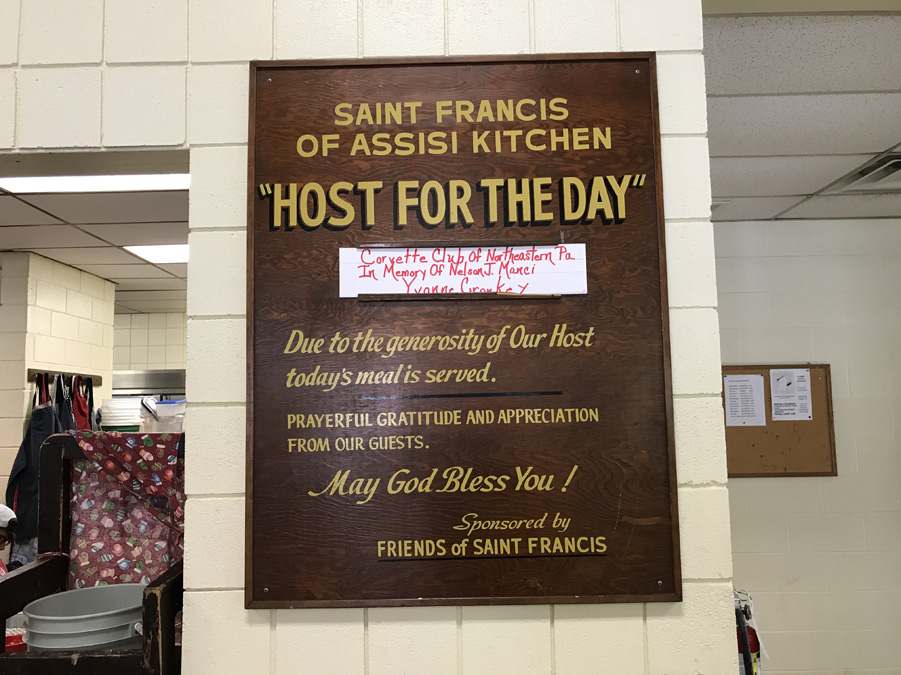 SAINT FRANCIS
OF ASSISI KITCHEN
"HOST FOR THE DAY"
Corvette Club Of Northeastern Pa
In Memory Of Nelson J. Manci
Yvonne
Due to the generosity of Our Host
today's meal is served.
PRAYERFUL GRATITUDE AND APPRECIATION
FROM OUR GUESTS.
May God Bless You!
Sponsored by
FRIENDS of SAINT FRANCIS